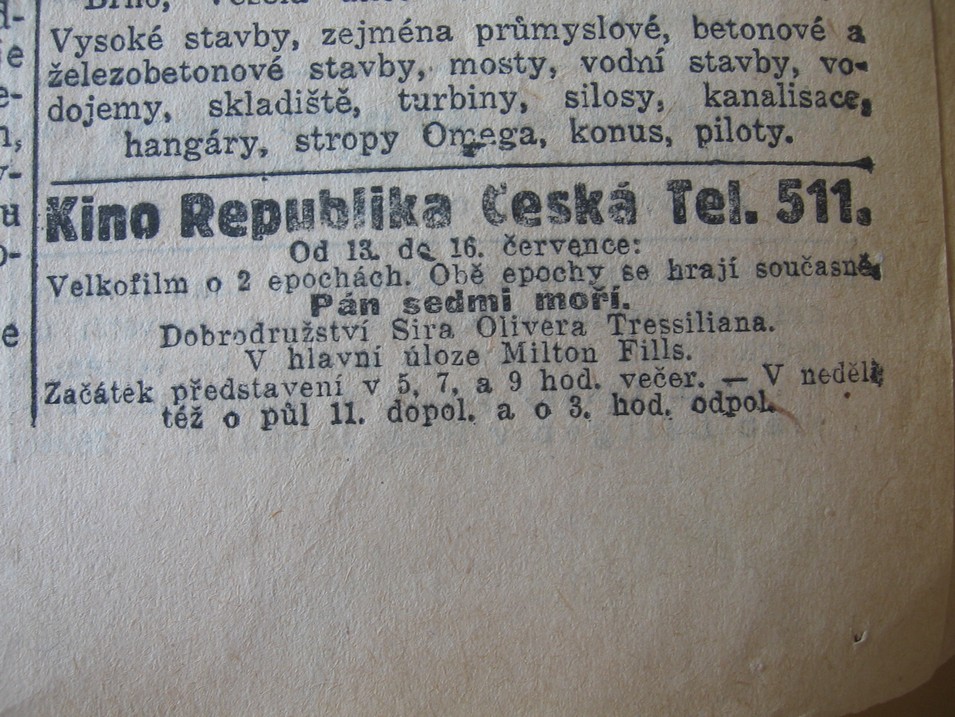 Vysoké stavby, zejména průmyslové, betonové a
železobetonové stavby, mosty, vodní stavby, vo-
dojemy, skladiště, turbiny, silosy, kanalisace,
hangáry, stropy Omega, konus, piloty.
Kino Republika Česká Tel. 511.
Od 13. do 16. července:
Velkofilm o 2 epochách. Obě epochy se hrají současně.
Pán sedmi moří.
Dobrodružství Sira Olivera Tressiliana.
V hlavní úloze Milton Fills.
Začátek představení v 5, 7, a 9 hod. večer. — V neděli
též o půl 11. dopol. a o 3. hod. odpol.